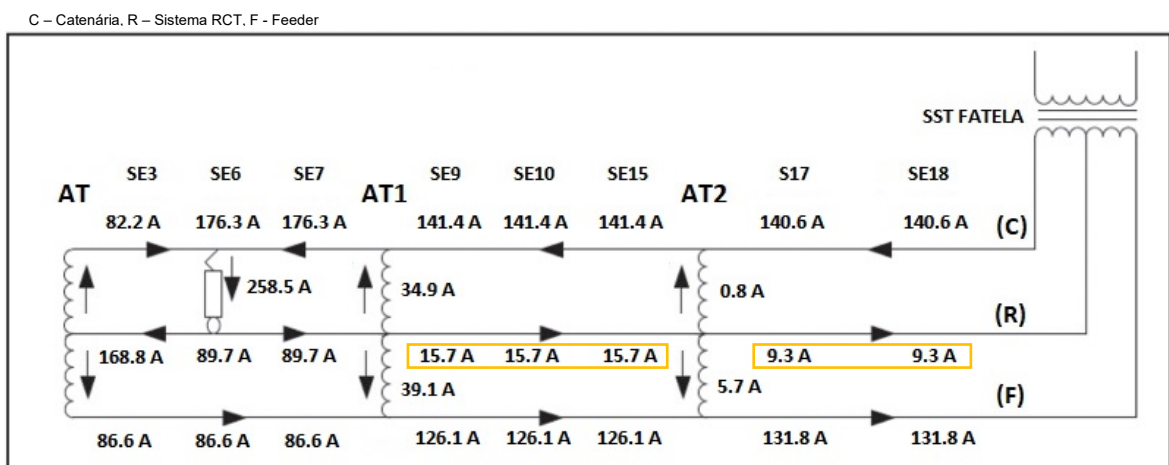 C – Catenária, R – Sistema RCT, F - Feeder
SST FATELA
SE3 SE6 SE7 SE9 SE10 SE15 S17 SE18
AT AT1 AT2
82.2 A 176.3 A 176.3 A 141.4 A 141.4 A 141.4 A 140.6 A 140.6 A (C)
258.5 A 34.9 A 0.8 A
(R)
168.8 A 89.7 A 89.7 A 15.7 A 15.7 A 15.7 A 9.3 A 9.3 A
39.1 A 5.7 A
(F)
86.6 A 86.6 A 86.6 A 126.1 A 126.1 A 126.1 A 131.8 A 131.8 A